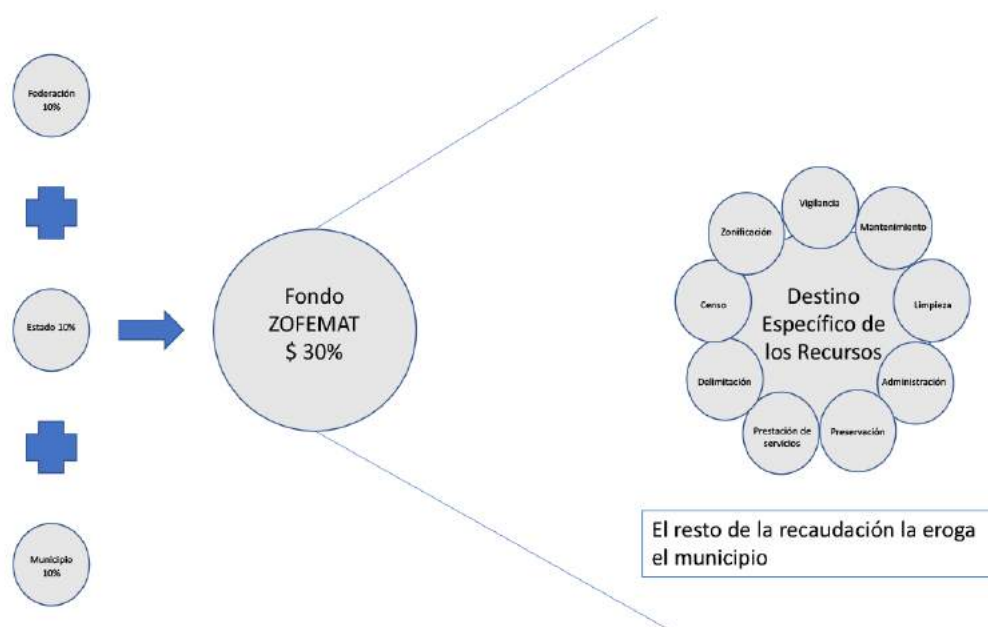 Federación
10%
Estado 10%
Municipio
10%
Fondo
ZOFEMAT
$ 30%
Vigilancia
Mantenimiento
Limpieza
Administración
Preservación
Prestación de
servicios
Delimitación
Censo
Zonificación
Destino
Específico de
los Recursos
El resto de la recaudación la eroga
el municipio